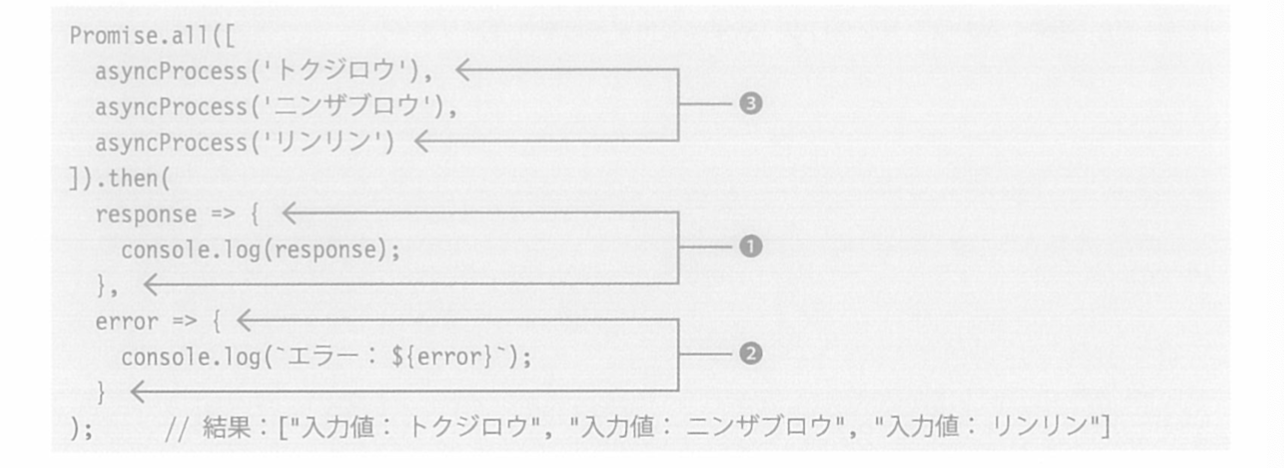 Promise.all([
asyncProcess('トクジロウ'),
asyncProcess('ニンザブロウ'), ❸
asyncProcess('リンリン')
]).then(
response => {
console.log(response); ❶
},
error => {
console.log(`エラー： ${error}`); ❷
}
); // 結果：["入力値： トクジロウ", "入力値： ニンザブロウ", "入力値： リンリン"]